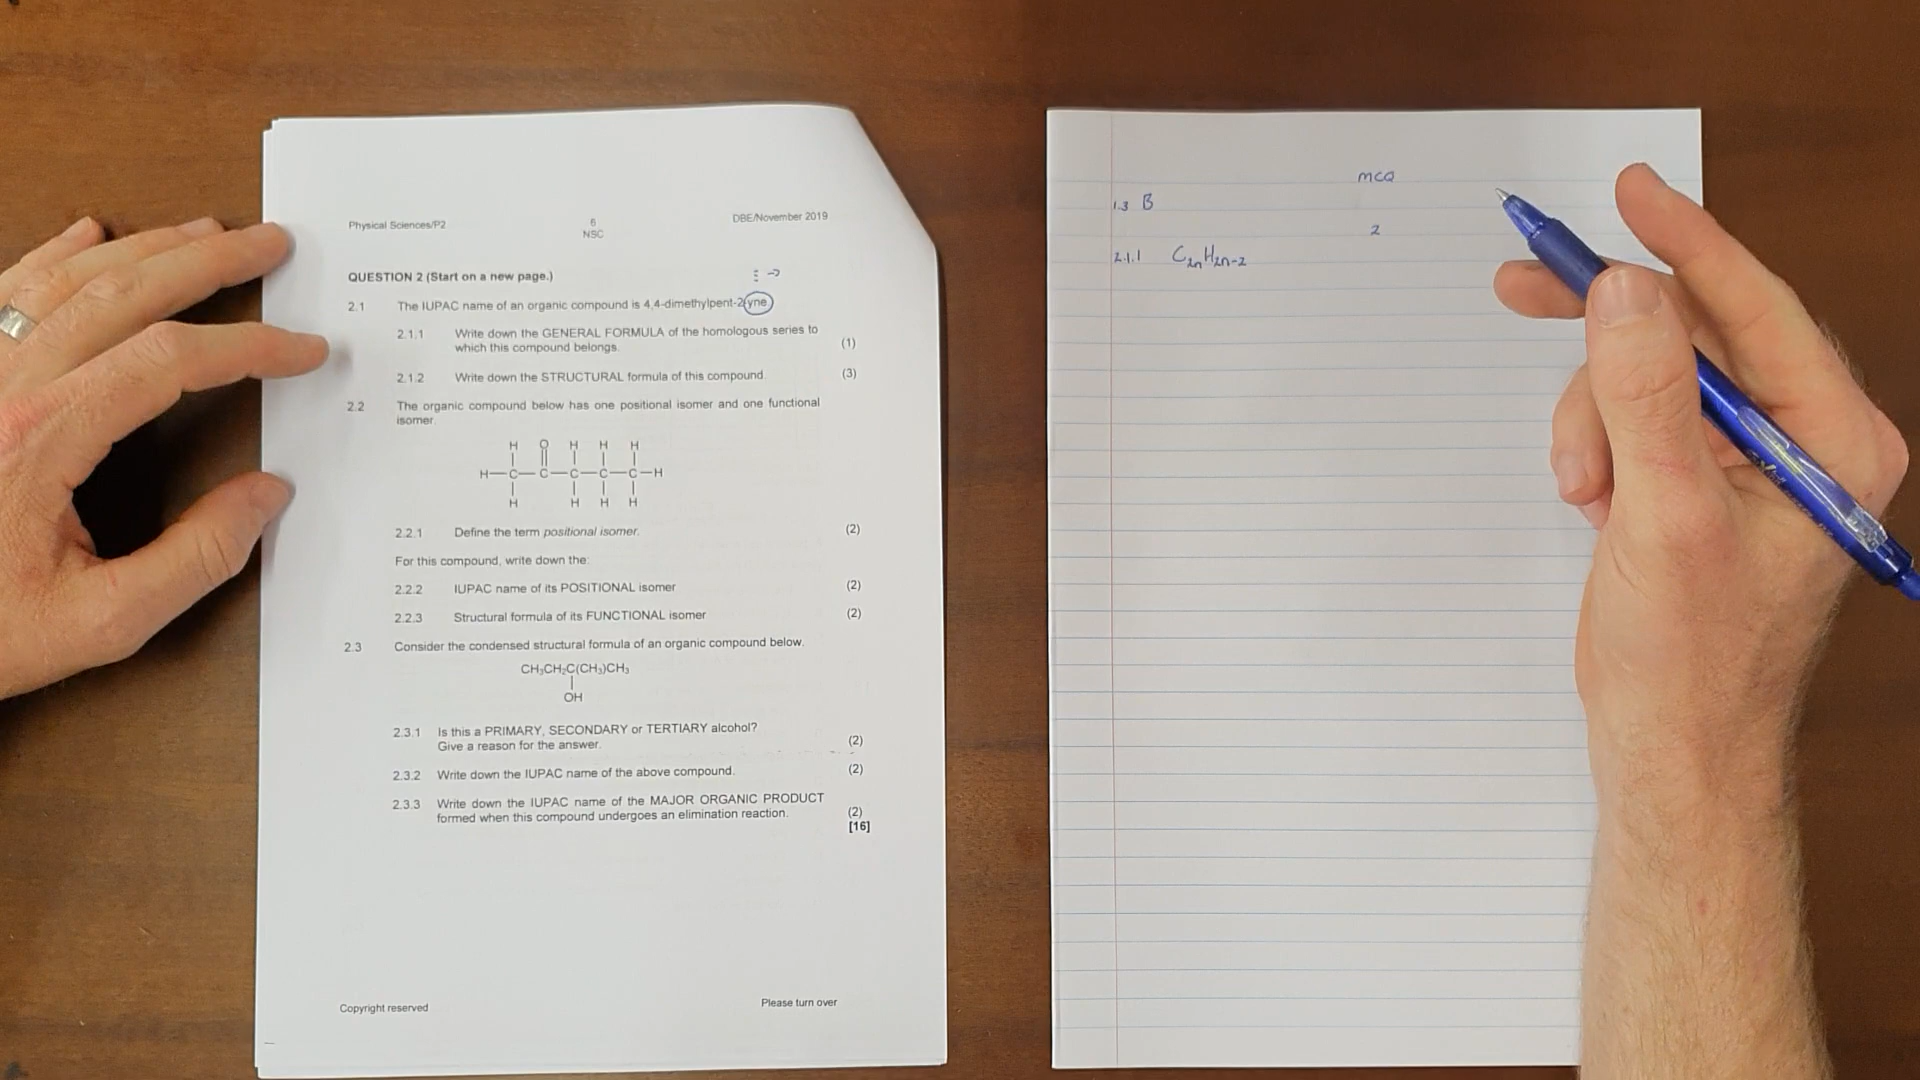 Physical Sciences/P2
6
NSC
DBE/November 2019
QUESTION 2 (Start on a new page.)
2.1 The IUPAC name of an organic compound is 4,4-dimethylpent-2-yne.
2.1.1 Write down the GENERAL FORMULA of the homologous series to
which this compound belongs. (1)
2.1.2 Write down the STRUCTURAL formula of this compound. (3)
2.2 The organic compound below has one positional isomer and one functional
isomer.
H O H H H
H—C—C—C—C—C—H
H H H H
2.2.1 Define the term positional isomer. (2)
For this compound, write down the:
2.2.2 IUPAC name of its POSITIONAL isomer (2)
2.2.3 Structural formula of its FUNCTIONAL isomer (2)
2.3 Consider the condensed structural formula of an organic compound below.
CH₃CH₂C(CH₃)CH₃
OH
2.3.1 Is this a PRIMARY, SECONDARY or TERTIARY alcohol?
Give a reason for the answer. (2)
2.3.2 Write down the IUPAC name of the above compound. (2)
2.3.3 Write down the IUPAC name of the MAJOR ORGANIC PRODUCT
formed when this compound undergoes an elimination reaction. (2)
[16]
Copyright reserved
Please turn over
MCQ
1.3 B
2
2.1.1 C₂ₙH₂ₙ₋₂